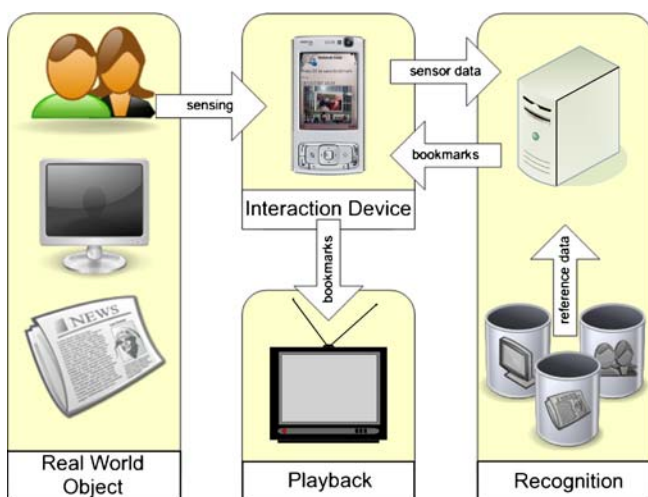 sensing
sensor data
bookmarks
Interaction Device
bookmarks
reference data
NEWS
Real World
Object
Playback
Recognition